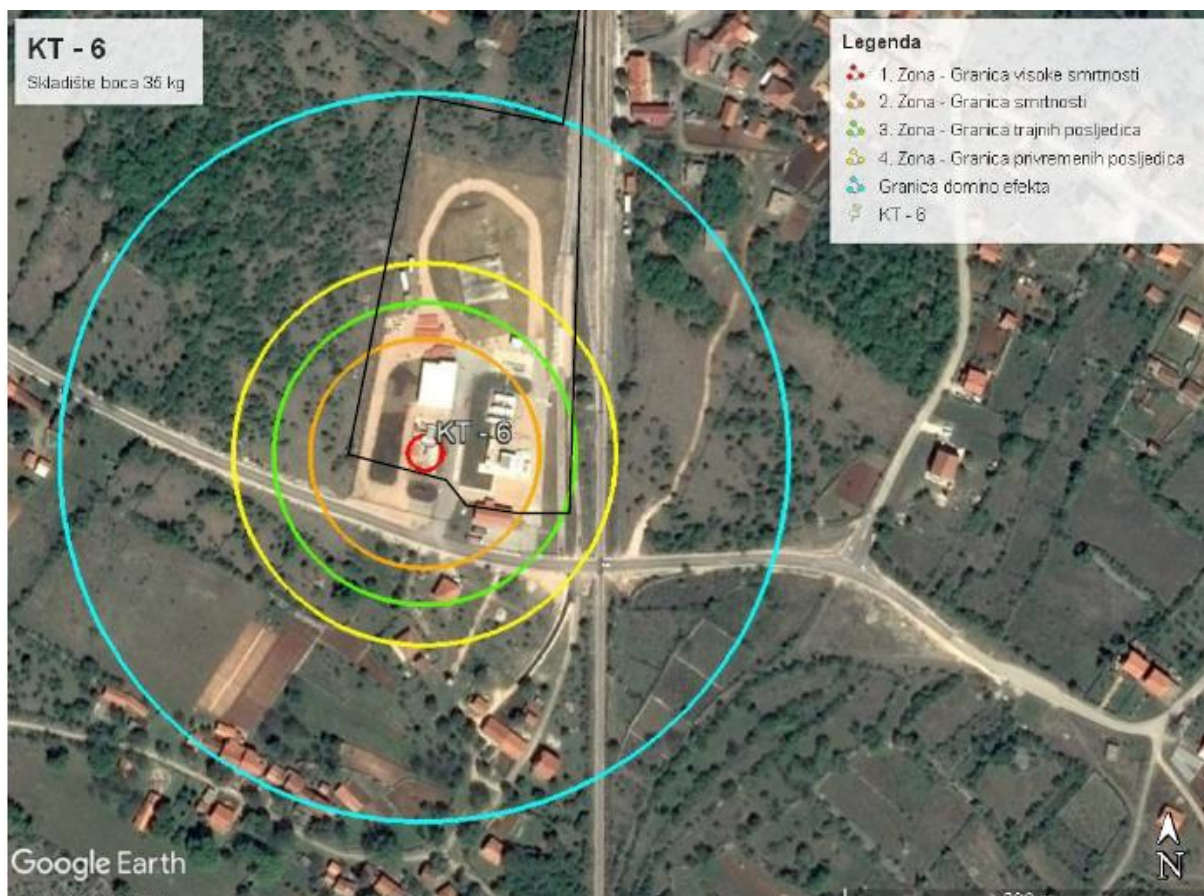 KT - 6
Skladište boca 35 kg
Legenda
1. Zona - Granica visoke smrtnosti
2. Zona - Granica smrtnosti
3. Zona - Granica trajnih posljedica
4. Zona - Granica privremenih posljedica
Granica domino efekta
KT - 6
KT - 6
Google Earth
N